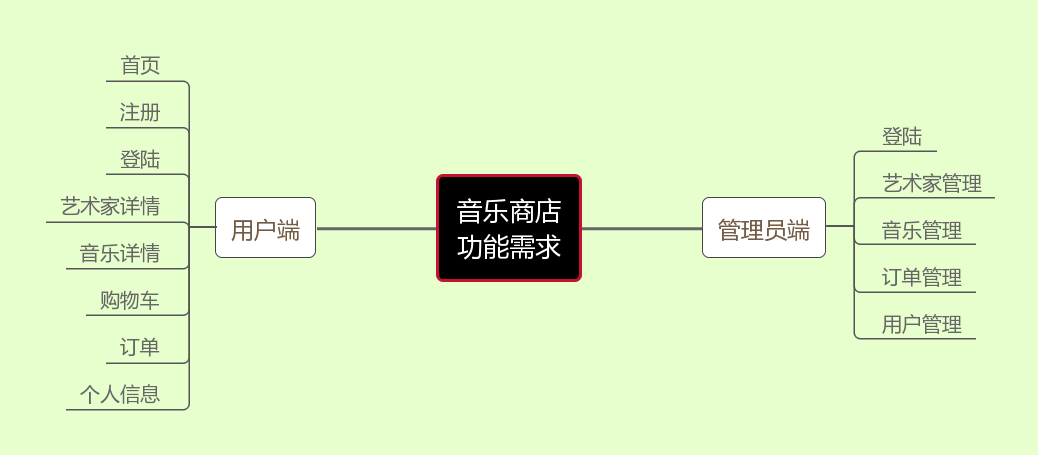 音乐商店
功能需求
用户端
首页
注册
登陆
艺术家详情
音乐详情
购物车
订单
个人信息
管理员端
登陆
艺术家管理
音乐管理
订单管理
用户管理